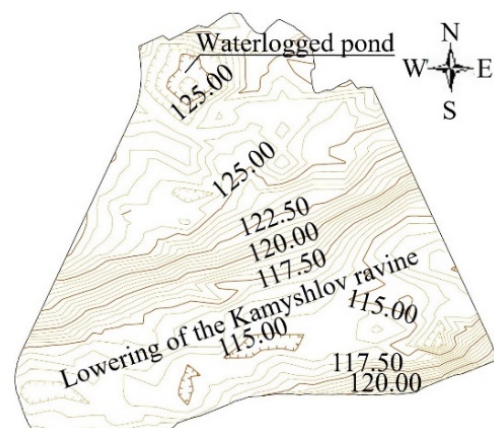 Waterlogged pond
N
W E
S
125.00
125.00
122.50
120.00
117.50
Lowering of the Kamyshlov ravine
115.00
115.00
117.50
120.00